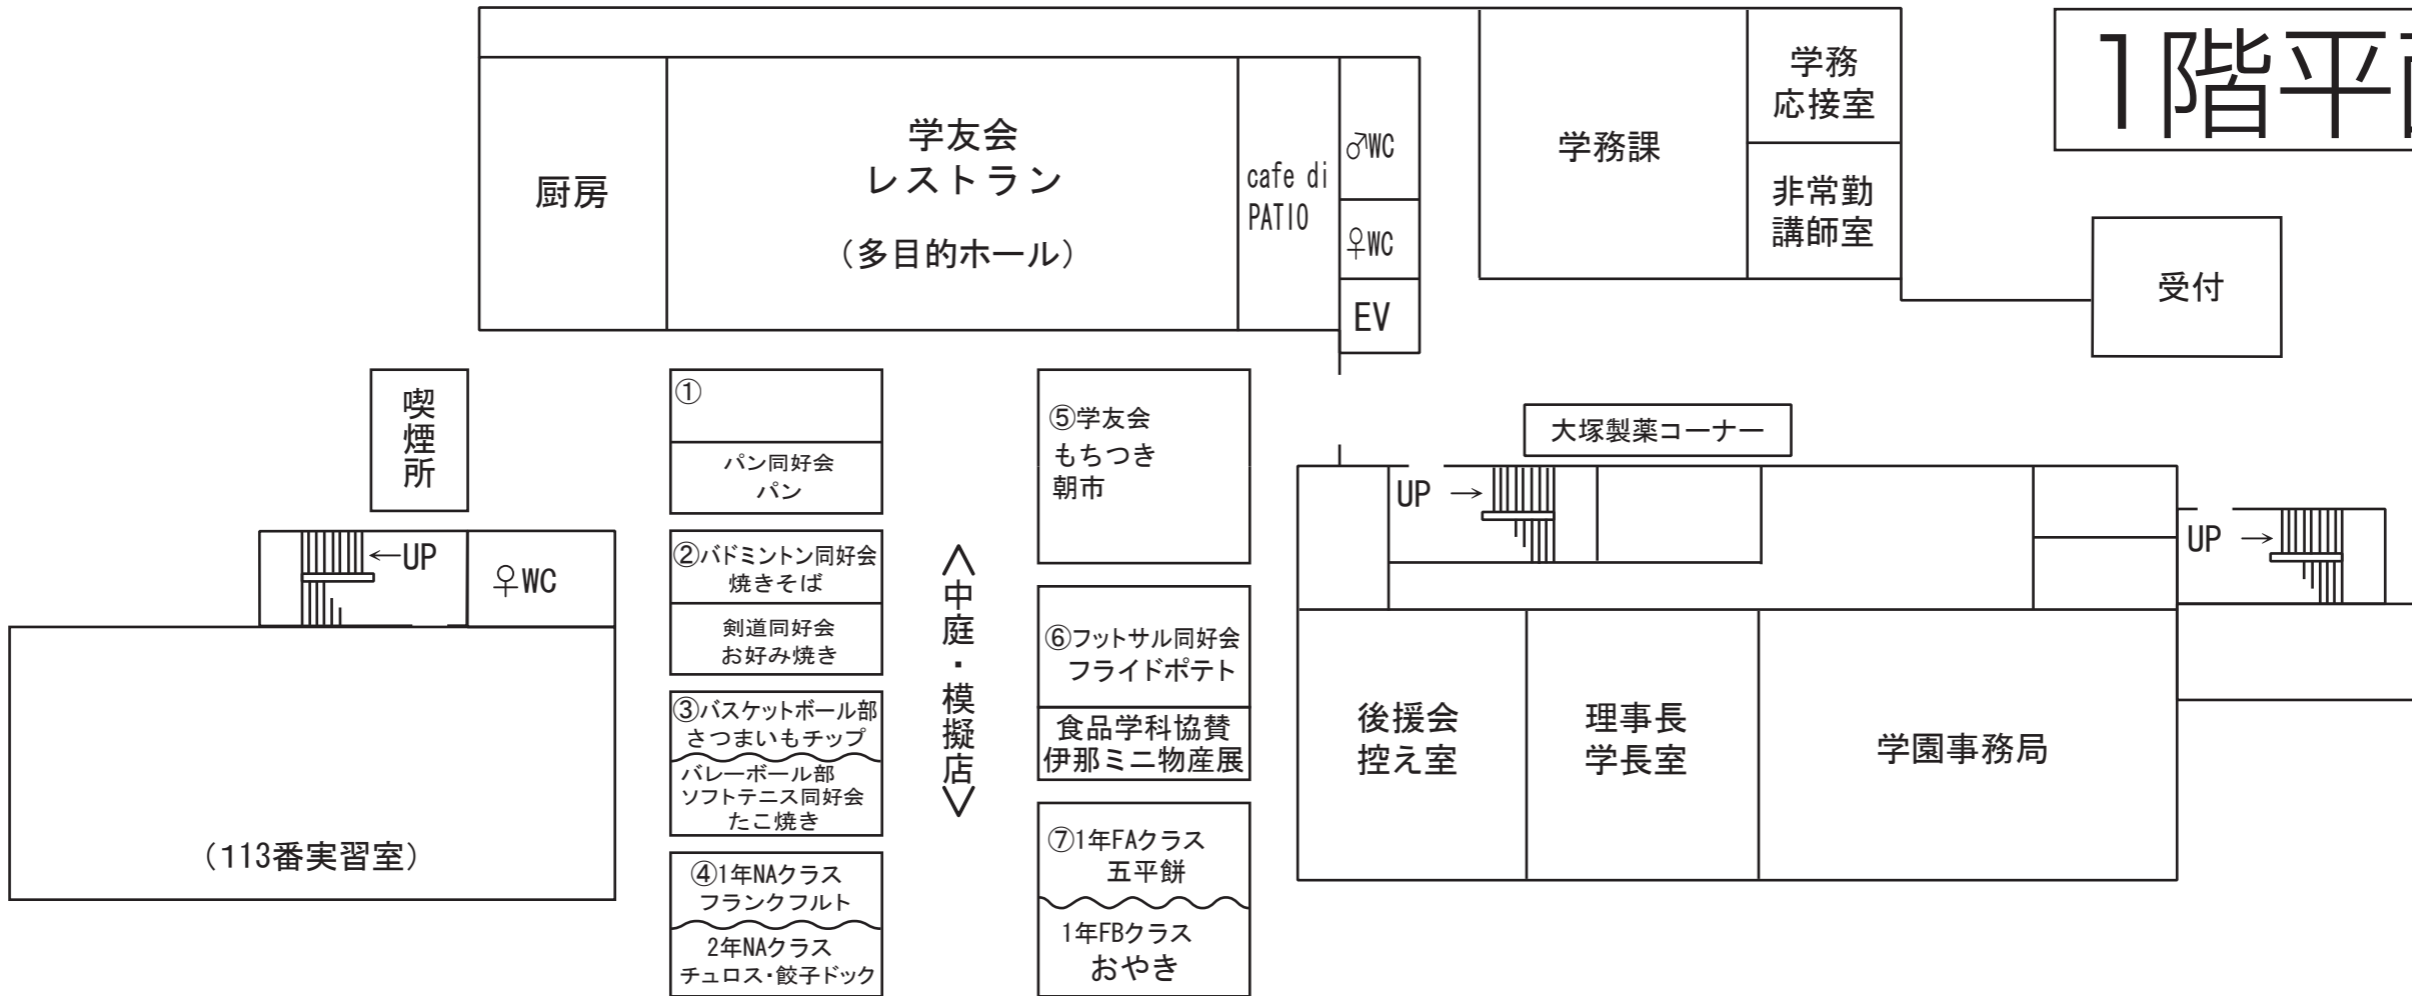 1階平
学務
応接室
学務課
非常勤
講師室
受付
厨房
学友会
レストラン
（多目的ホール）
cafe di
PATIO
♂WC
♀WC
EV
喫煙所
①
パン同好会
パン
②バドミントン同好会
焼きそば
剣道同好会
お好み焼き
③バスケットボール部
さつまいもチップ
バレーボール部
ソフトテニス同好会
たこ焼き
④1年NAクラス
フランクフルト
2年NAクラス
チュロス・餃子ドック
＜中庭・模擬店＞
⑤学友会
もちつき
朝市
⑥フットサル同好会
フライドポテト
食品学科協賛
伊那ミニ物産展
⑦1年FAクラス
五平餅
1年FBクラス
おやき
大塚製薬コーナー
UP →
UP →
←UP
♀WC
（113番実習室）
後援会
控え室
理事長
学長室
学園事務局